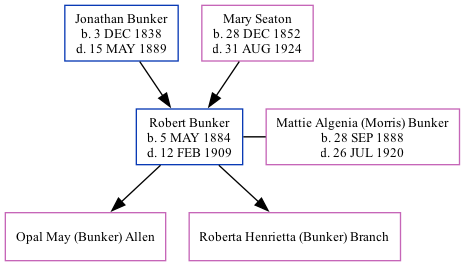 Jonathan Bunker
b. 3 DEC 1838
d. 15 MAY 1889
Mary Seaton
b. 28 DEC 1852
d. 31 AUG 1924
Robert Bunker
b. 5 MAY 1884
d. 12 FEB 1909
Mattie Algenia (Morris) Bunker
b. 28 SEP 1888
d. 26 JUL 1920
Opal May (Bunker) Allen
Roberta Henrietta (Bunker) Branch